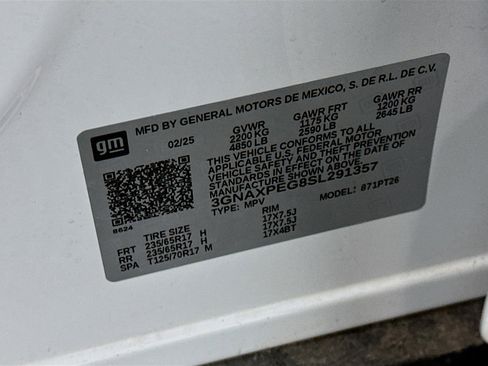 gm
MFD BY GENERAL MOTORS DE MEXICO, S. DE R.L. DE C.V.
02/25 GVWR GAWR FRT GAWR RR
2200 KG 1175 KG 1200 KG
4850 LB 2590 LB 2645 LB
THIS VEHICLE CONFORMS TO ALL
APPLICABLE U.S. FEDERAL MOTOR
VEHICLE SAFETY AND THEFT PREVENTION
STANDARDS IN EFFECT ON THE DATE OF
MANUFACTURE SHOWN ABOVE.
3GNAXPEG8SL291357
TYPE: MPV MODEL: 871PT26
8624
TIRE SIZE RIM
FRT 235/65R17 H 17X7.5J
RR 235/65R17 H 17X7.5J
SPA T125/70R17 M 17X4BT